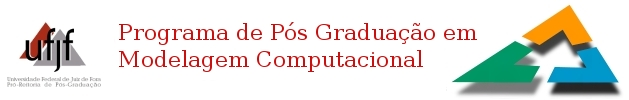 ufjf
Universidade Federal de Juiz de Fora
Pró-Reitoria de Pós-Graduação
Programa de Pós Graduação em
Modelagem Computacional